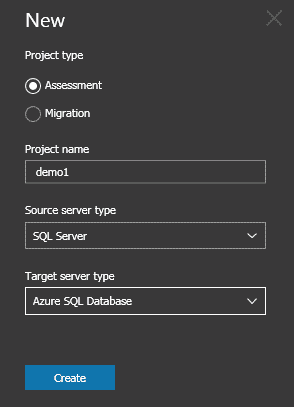 New
Project type
Assessment
Migration
Project name
demo1
Source server type
SQL Server
Target server type
Azure SQL Database
Create